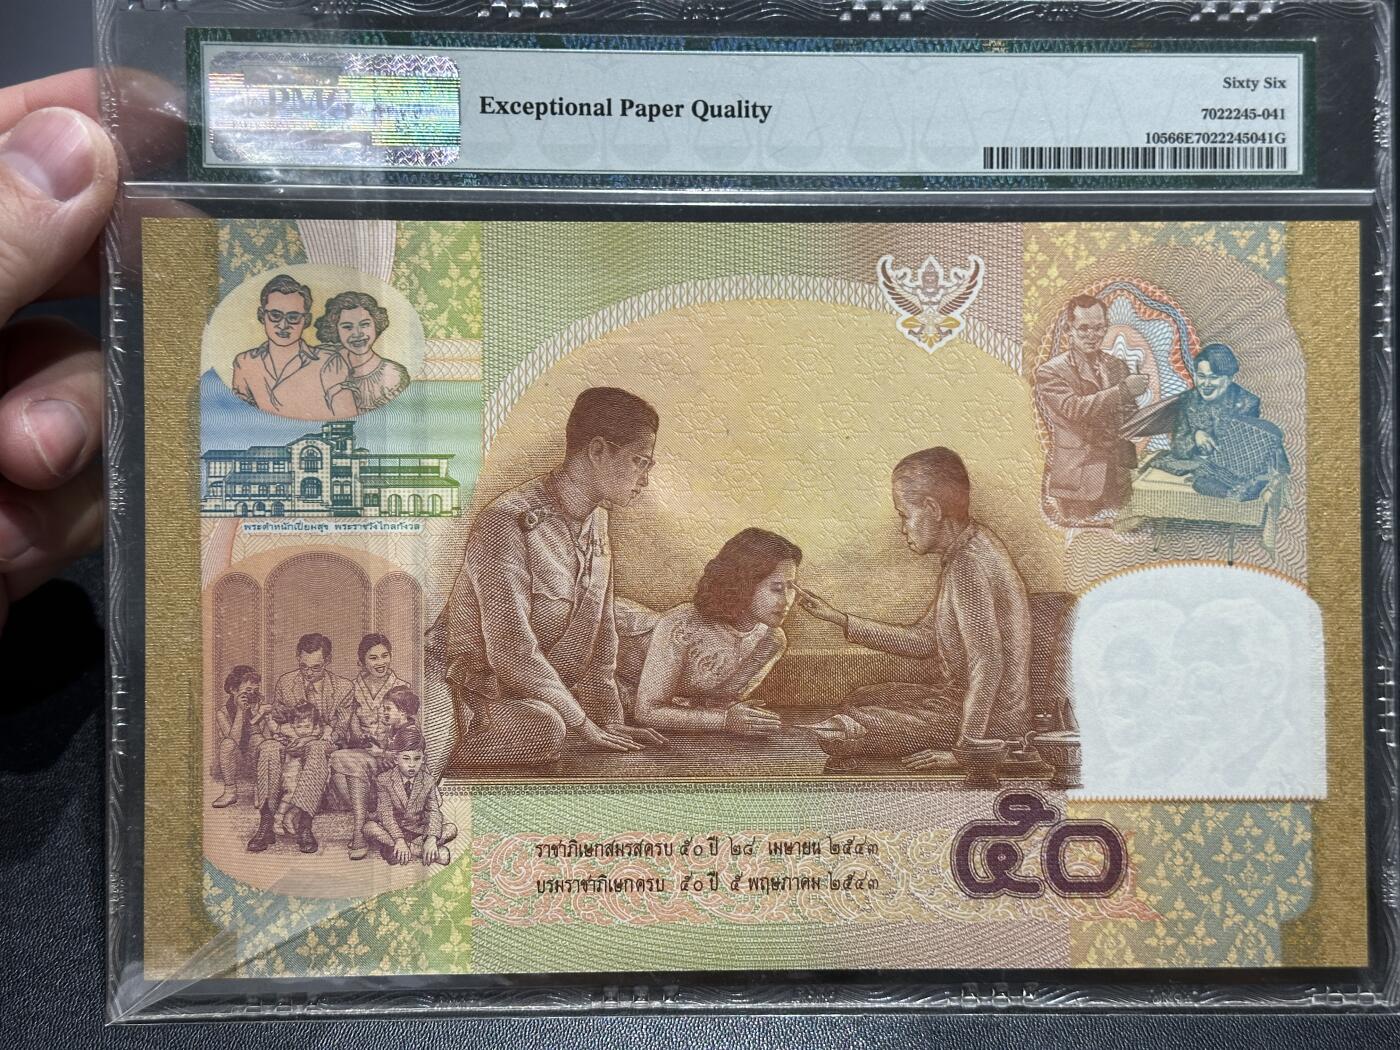 PMG
Exceptional Paper Quality
Sixty Six
7022245-041
10566E7022245041G
พระตำหนักเปี่ยมสุข พระราชวังไกลกังวล
ราชาภิเษกสมรสครบ ๕๐ ปี ๒๘ เมษายน ๒๕๔๓
บรมราชาภิเษกครบ ๕๐ ปี ๕ พฤษภาคม ๒๕๔๓
๕๐